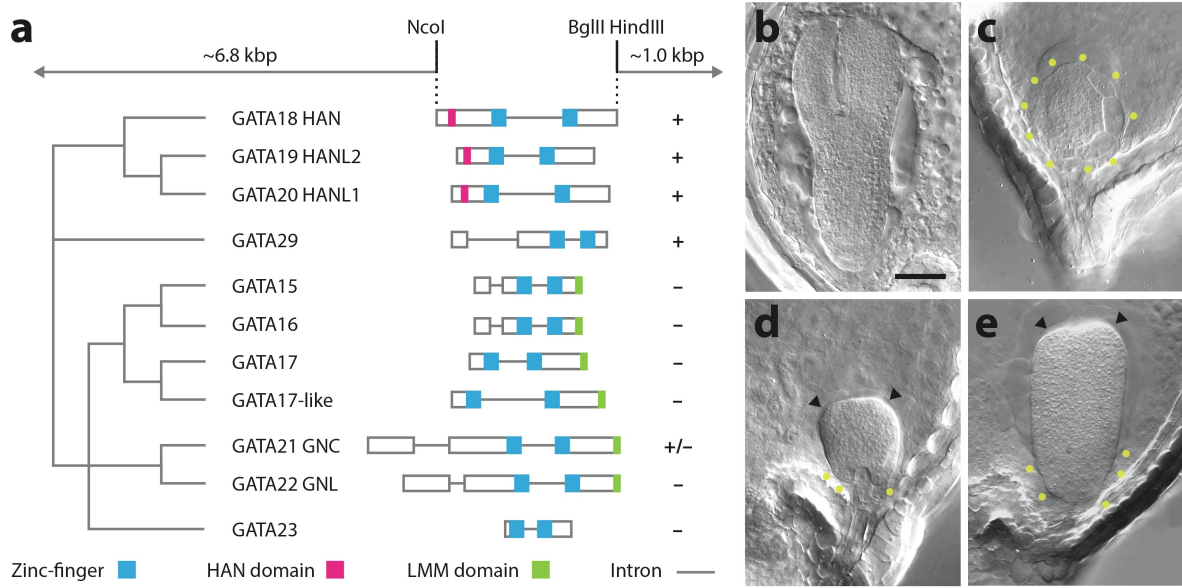 a
NcoI
BglII HindIII
~6.8 kbp
~1.0 kbp
GATA18 HAN
+
GATA19 HANL2
+
GATA20 HANL1
+
GATA29
+
GATA15
–
GATA16
–
GATA17
–
GATA17-like
–
GATA21 GNC
+/–
GATA22 GNL
–
GATA23
–
Zinc-finger
HAN domain
LMM domain
Intron
b
c
d
e